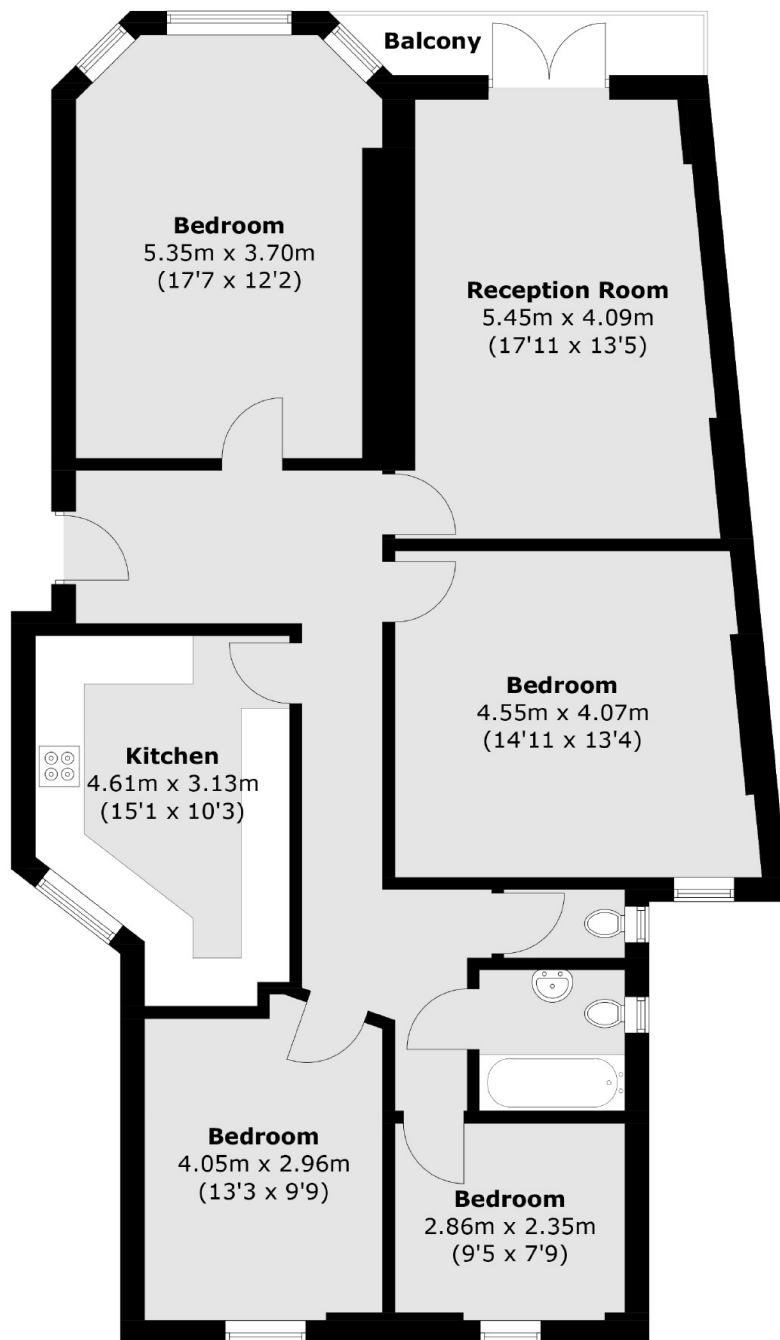 Balcony
Bedroom
5.35m x 3.70m
(17'7 x 12'2)
Reception Room
5.45m x 4.09m
(17'11 x 13'5)
Bedroom
4.55m x 4.07m
(14'11 x 13'4)
Kitchen
4.61m x 3.13m
(15'1 x 10'3)
Bedroom
4.05m x 2.96m
(13'3 x 9'9)
Bedroom
2.86m x 2.35m
(9'5 x 7'9)